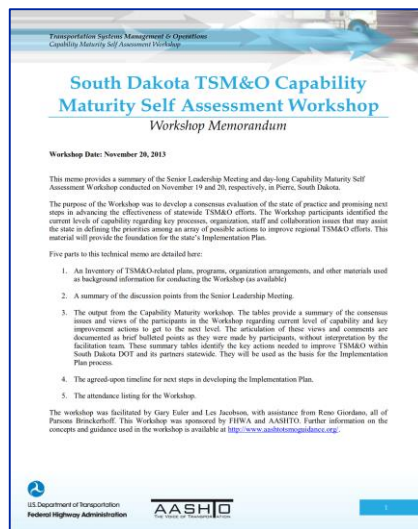 Transportation Systems Management & Operations
Capability Maturity Self Assessment Workshop
South Dakota TSM&O Capability
Maturity Self Assessment Workshop
Workshop Memorandum
Workshop Date: November 20, 2013
This memo provides a summary of the Senior Leadership Meeting and day-long Capability Maturity Self
Assessment Workshop conducted on November 19 and 20, respectively, in Pierre, South Dakota.
The purpose of the Workshop was to develop a consensus evaluation of the state of practice and promising next
steps in advancing the effectiveness of statewide TSM&O efforts. The Workshop participants identified the
current levels of capability regarding key processes, organization, staff and collaboration issues that may assist
the state in defining the priorities among an array of possible actions to improve regional TSM&O efforts. This
material will provide the foundation for the state's Implementation Plan.
Five parts to this technical memo are detailed here:
1. An Inventory of TSM&O-related plans, programs, organization arrangements, and other materials used
as background information for conducting the Workshop (as available)
2. A summary of the discussion points from the Senior Leadership Meeting.
3. The output from the Capability Maturity workshop. The tables provide a summary of the consensus
issues and views of the participants in the Workshop regarding current level of capability and key
improvement actions to get to the next level. The articulation of these views and comments are
documented as brief bulleted points as they were made by participants, without interpretation by the
facilitation team. These summary tables identify the key actions needed to improve TSM&O within
South Dakota DOT and its partners statewide. They will be used as the basis for the Implementation
Plan process.
4. The agreed-upon timeline for next steps in developing the Implementation Plan.
5. The attendance listing for the Workshop.
The workshop was facilitated by Gary Euler and Les Jacobson, with assistance from Reno Giordano, all of
Parsons Brinckerhoff. This Workshop was sponsored by FHWA and AASHTO. Further information on the
concepts and guidance used in the workshop is available at http://www.aashtotsmoguidance.org/.
U.S. Department of Transportation
Federal Highway Administration
AASHTO
THE VOICE OF TRANSPORTATION
1